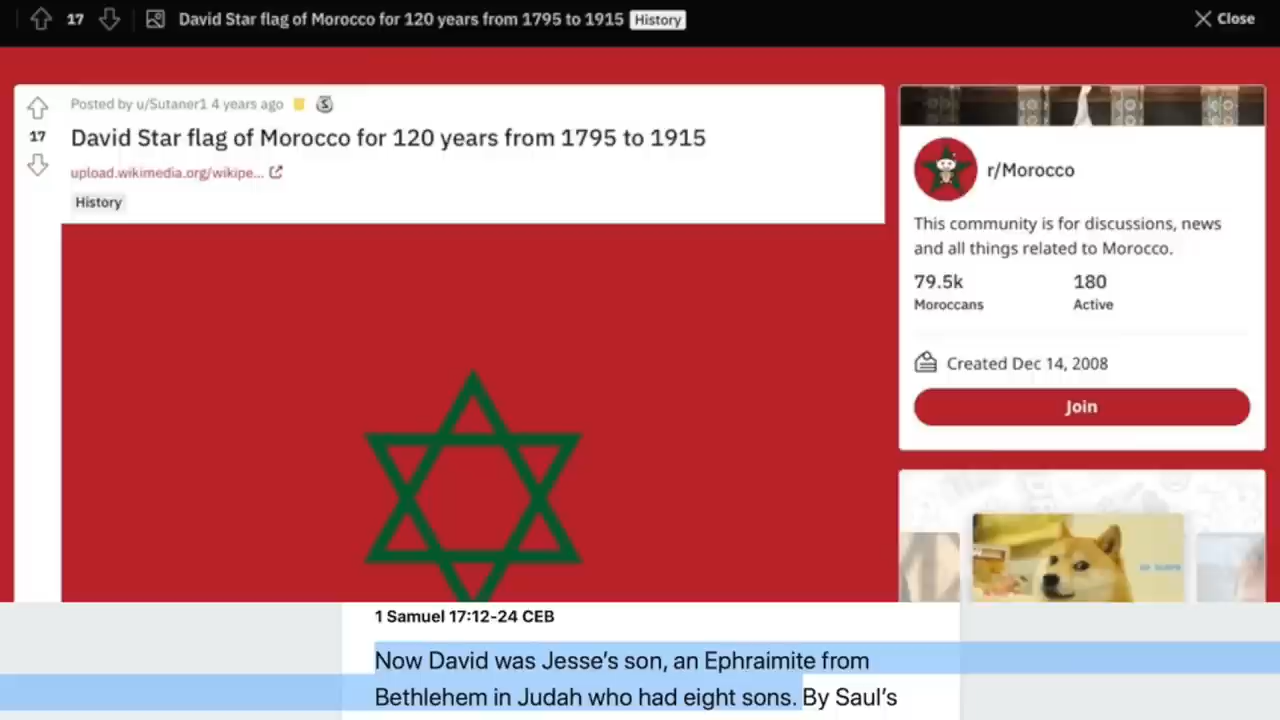 17
David Star flag of Morocco for 120 years from 1795 to 1915 History
Close
Posted by u/Sutaner1 4 years ago
17
David Star flag of Morocco for 120 years from 1795 to 1915
upload.wikimedia.org/wikipe...
History
r/Morocco
This community is for discussions, news
and all things related to Morocco.
79.5k 180
Moroccans Active
Created Dec 14, 2008
Join
1 Samuel 17:12-24 CEB
Now David was Jesse’s son, an Ephraimite from
Bethlehem in Judah who had eight sons. By Saul’s